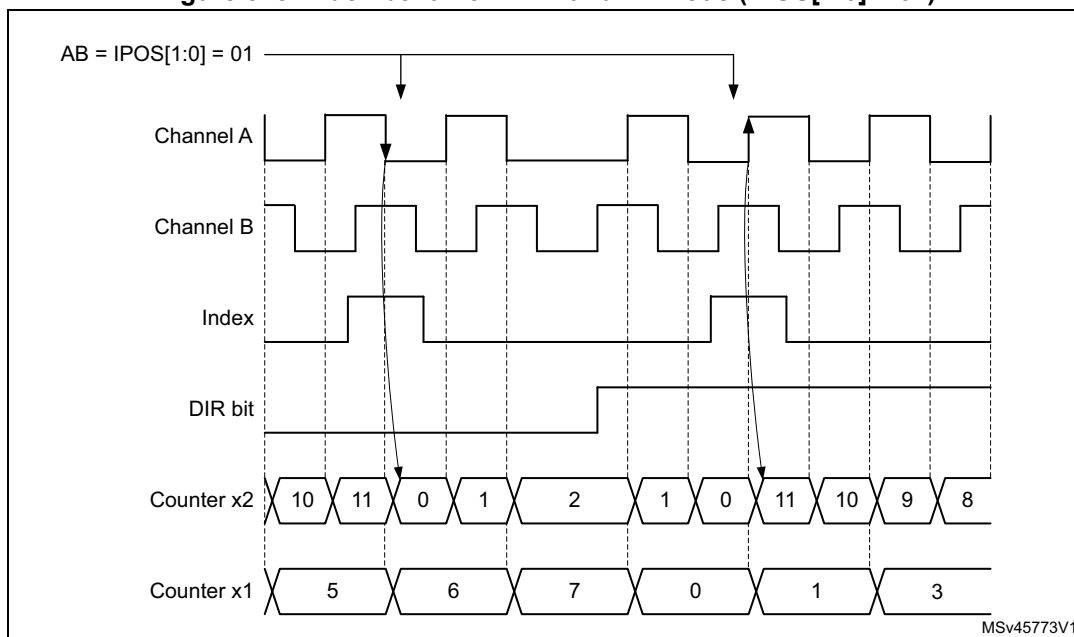 AB = IPOS[1:0] = 01
Channel A
Channel B
Index
DIR bit
Counter x2 10 11 0 1 2 1 0 11 10 9 8
Counter x1 5 6 7 0 1 3
MSv45773V1